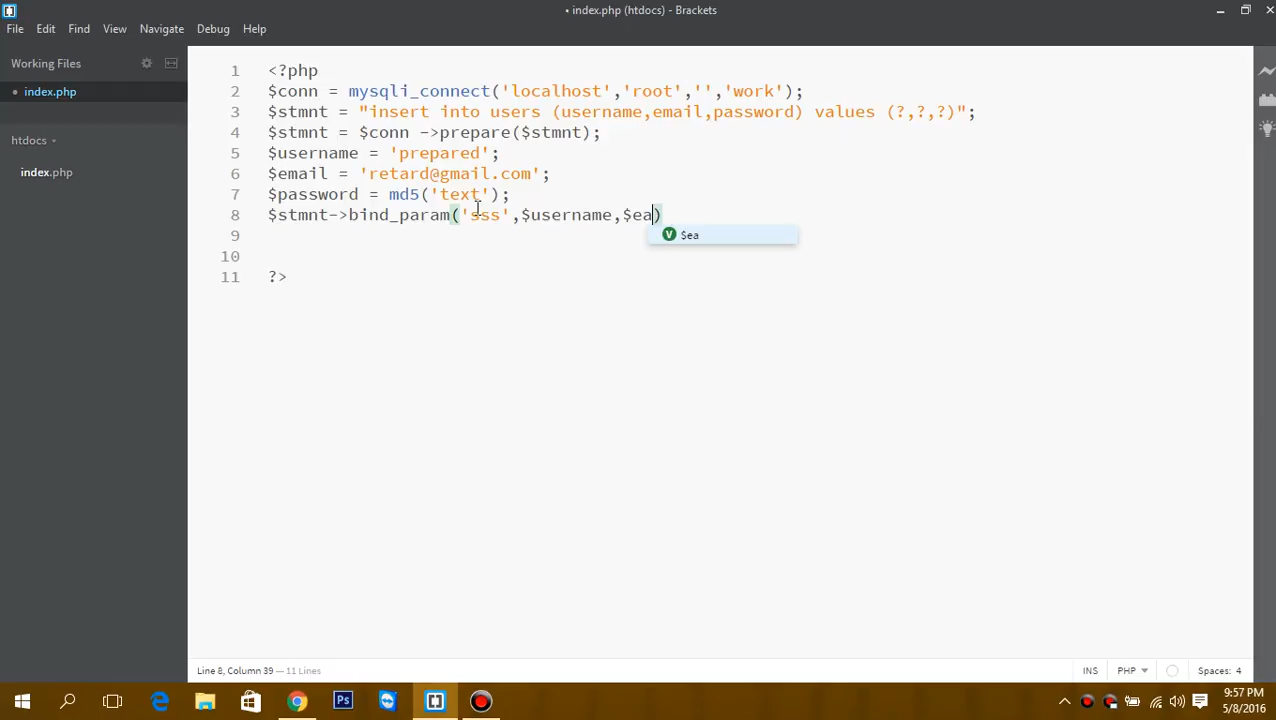 • index.php (htdocs) - Brackets
File Edit Find View Navigate Debug Help
Working Files
index.php
htdocs
index.php
1 <?php
2 $conn = mysqli_connect('localhost','root','','work');
3 $stmnt = "insert into users (username,email,password) values (?,?,?)";
4 $stmnt = $conn ->prepare($stmnt);
5 $username = 'prepared';
6 $email = 'retard@gmail.com';
7 $password = md5('text');
8 $stmnt->bind_param('sss',$username,$ea)
V $ea
9
10
11 ?>
Line 8, Column 39 — 11 Lines
INS PHP Spaces: 4
Ps
9:57 PM
5/8/2016